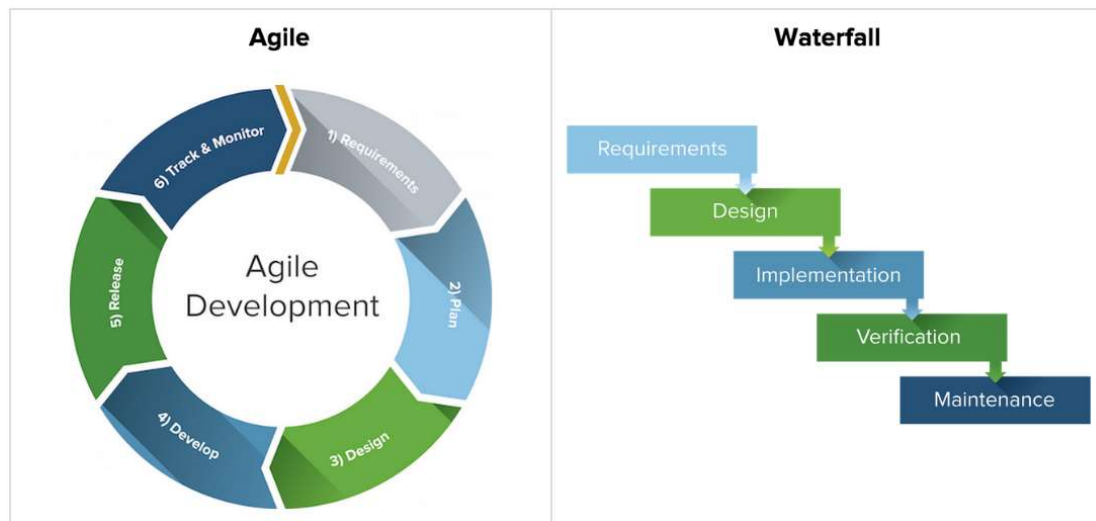 Agile
1) Requirements
2) Plan
3) Design
4) Develop
5) Release
6) Track & Monitor
Agile
Development
Waterfall
Requirements
Design
Implementation
Verification
Maintenance